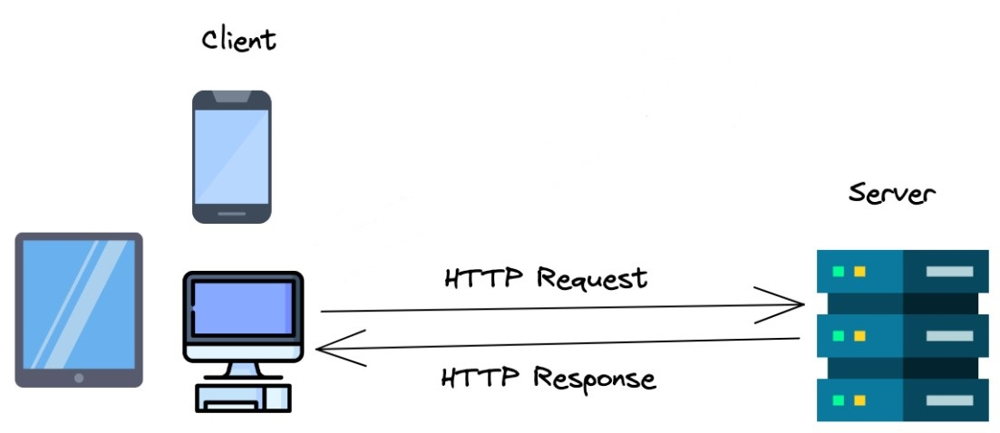 Client
Server
HTTP Request
HTTP Response